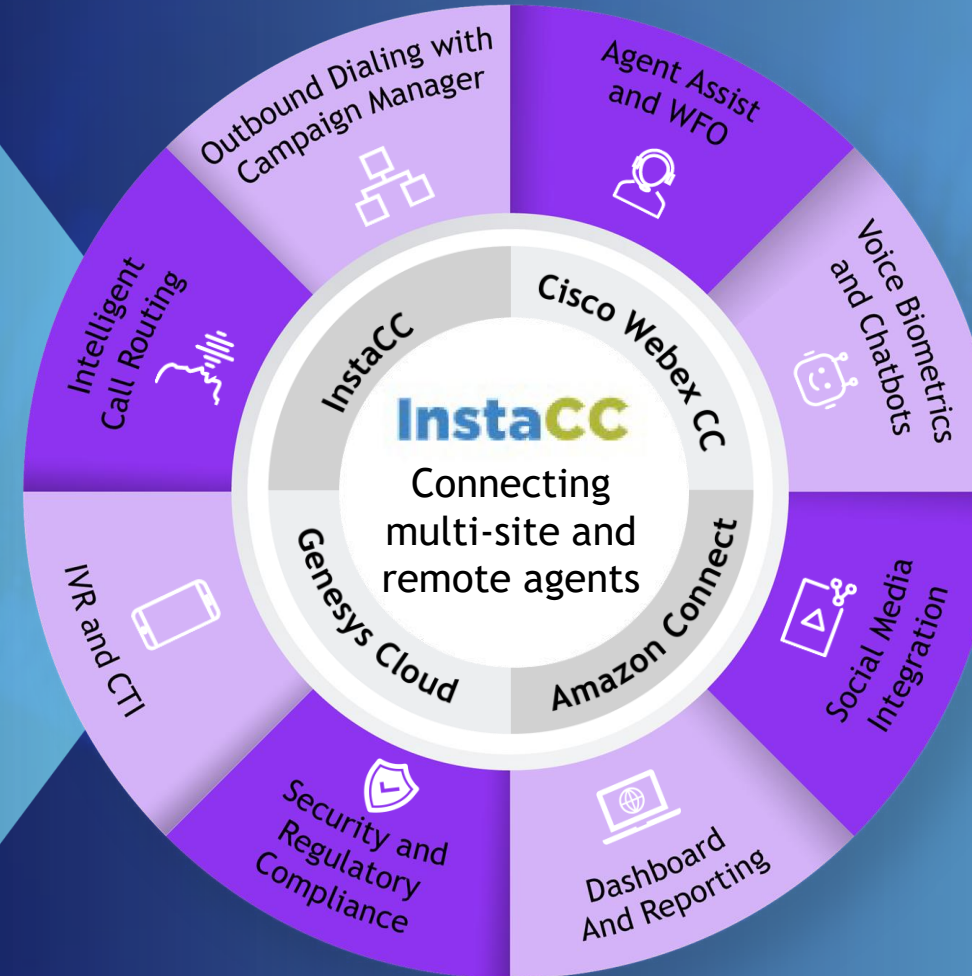 Outbound Dialing with
Campaign Manager
Agent Assist
and WFO
Voice Biometrics
and Chatbots
Social Media
Integration
Dashboard
And Reporting
Security and
Regulatory
Compliance
IVR and CTI
Intelligent
Call Routing
InstaCC
Cisco Webex CC
Amazon Connect
Genesys Cloud
InstaCC
Connecting
multi-site and
remote agents